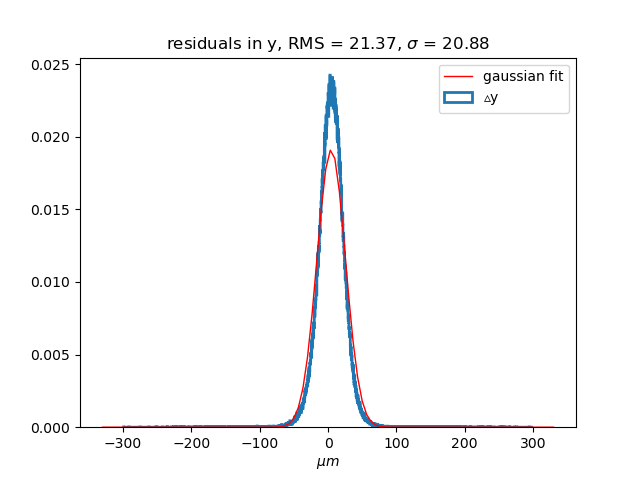 residuals in y, RMS = 21.37, σ = 20.88
0.025
0.020
0.015
0.010
0.005
0.000
gaussian fit
△y
−300 −200 −100 0 100 200 300
μm